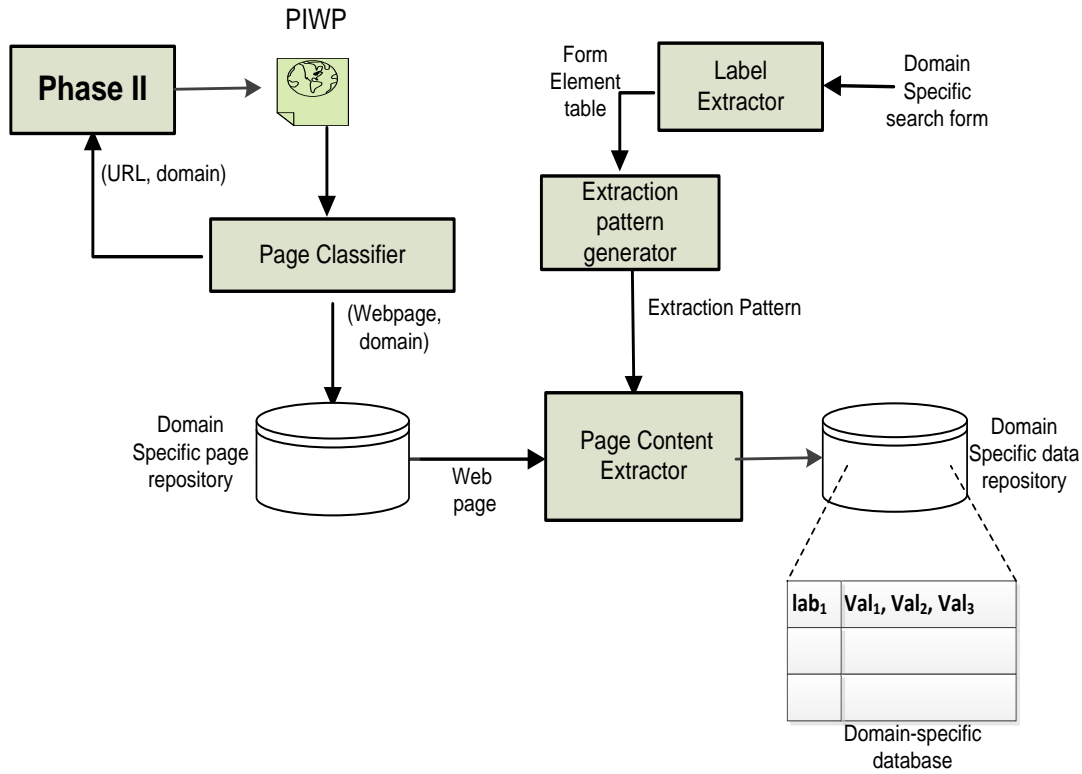 PIWP
Phase II
(URL, domain)
Page Classifier
(Webpage,
domain)
Domain
Specific page
repository
Web
page
Form
Element
table
Label
Extractor
Domain
Specific
search form
Extraction
pattern
generator
Extraction Pattern
Page Content
Extractor
Domain
Specific data
repository
lab₁ Val₁, Val₂, Val₃
Domain-specific
database